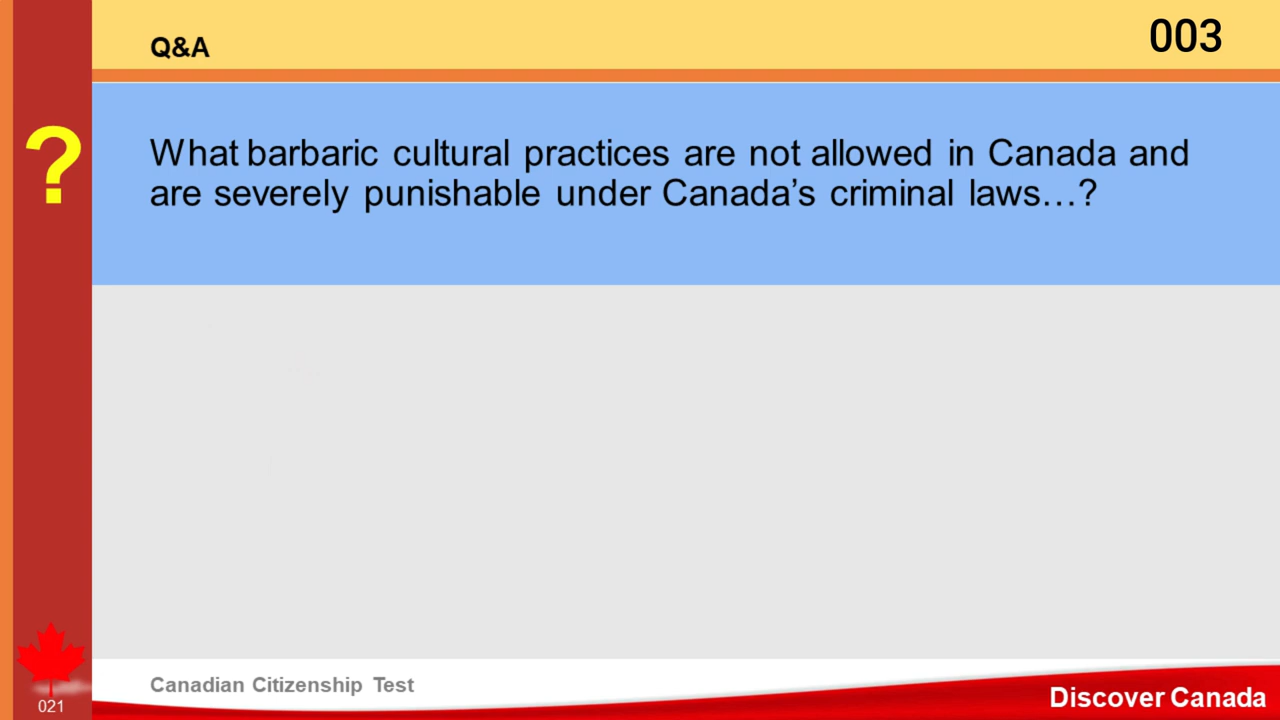 Q&A
003
?
What barbaric cultural practices are not allowed in Canada and
are severely punishable under Canada’s criminal laws…?
Canadian Citizenship Test
021
Discover Canada